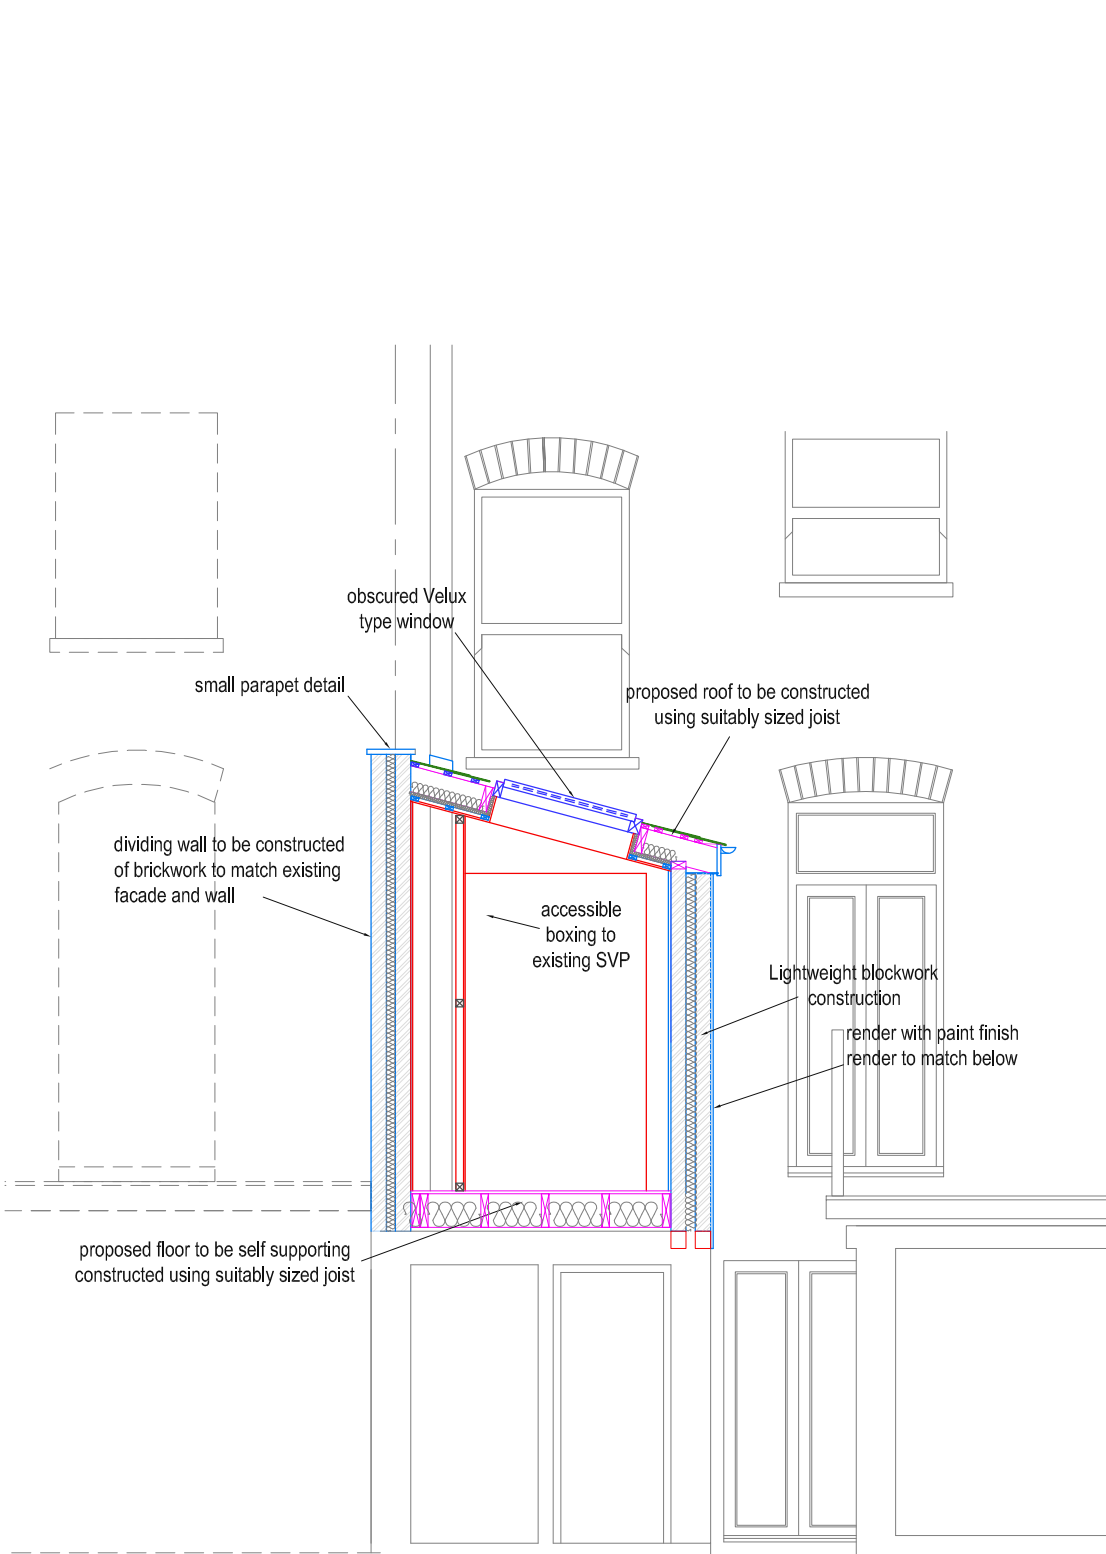 obscured Velux
type window
small parapet detail
proposed roof to be constructed
using suitably sized joist
dividing wall to be constructed
of brickwork to match existing
facade and wall
accessible
boxing to
existing SVP
Lightweight blockwork
construction
render with paint finish
render to match below
proposed floor to be self supporting
constructed using suitably sized joist